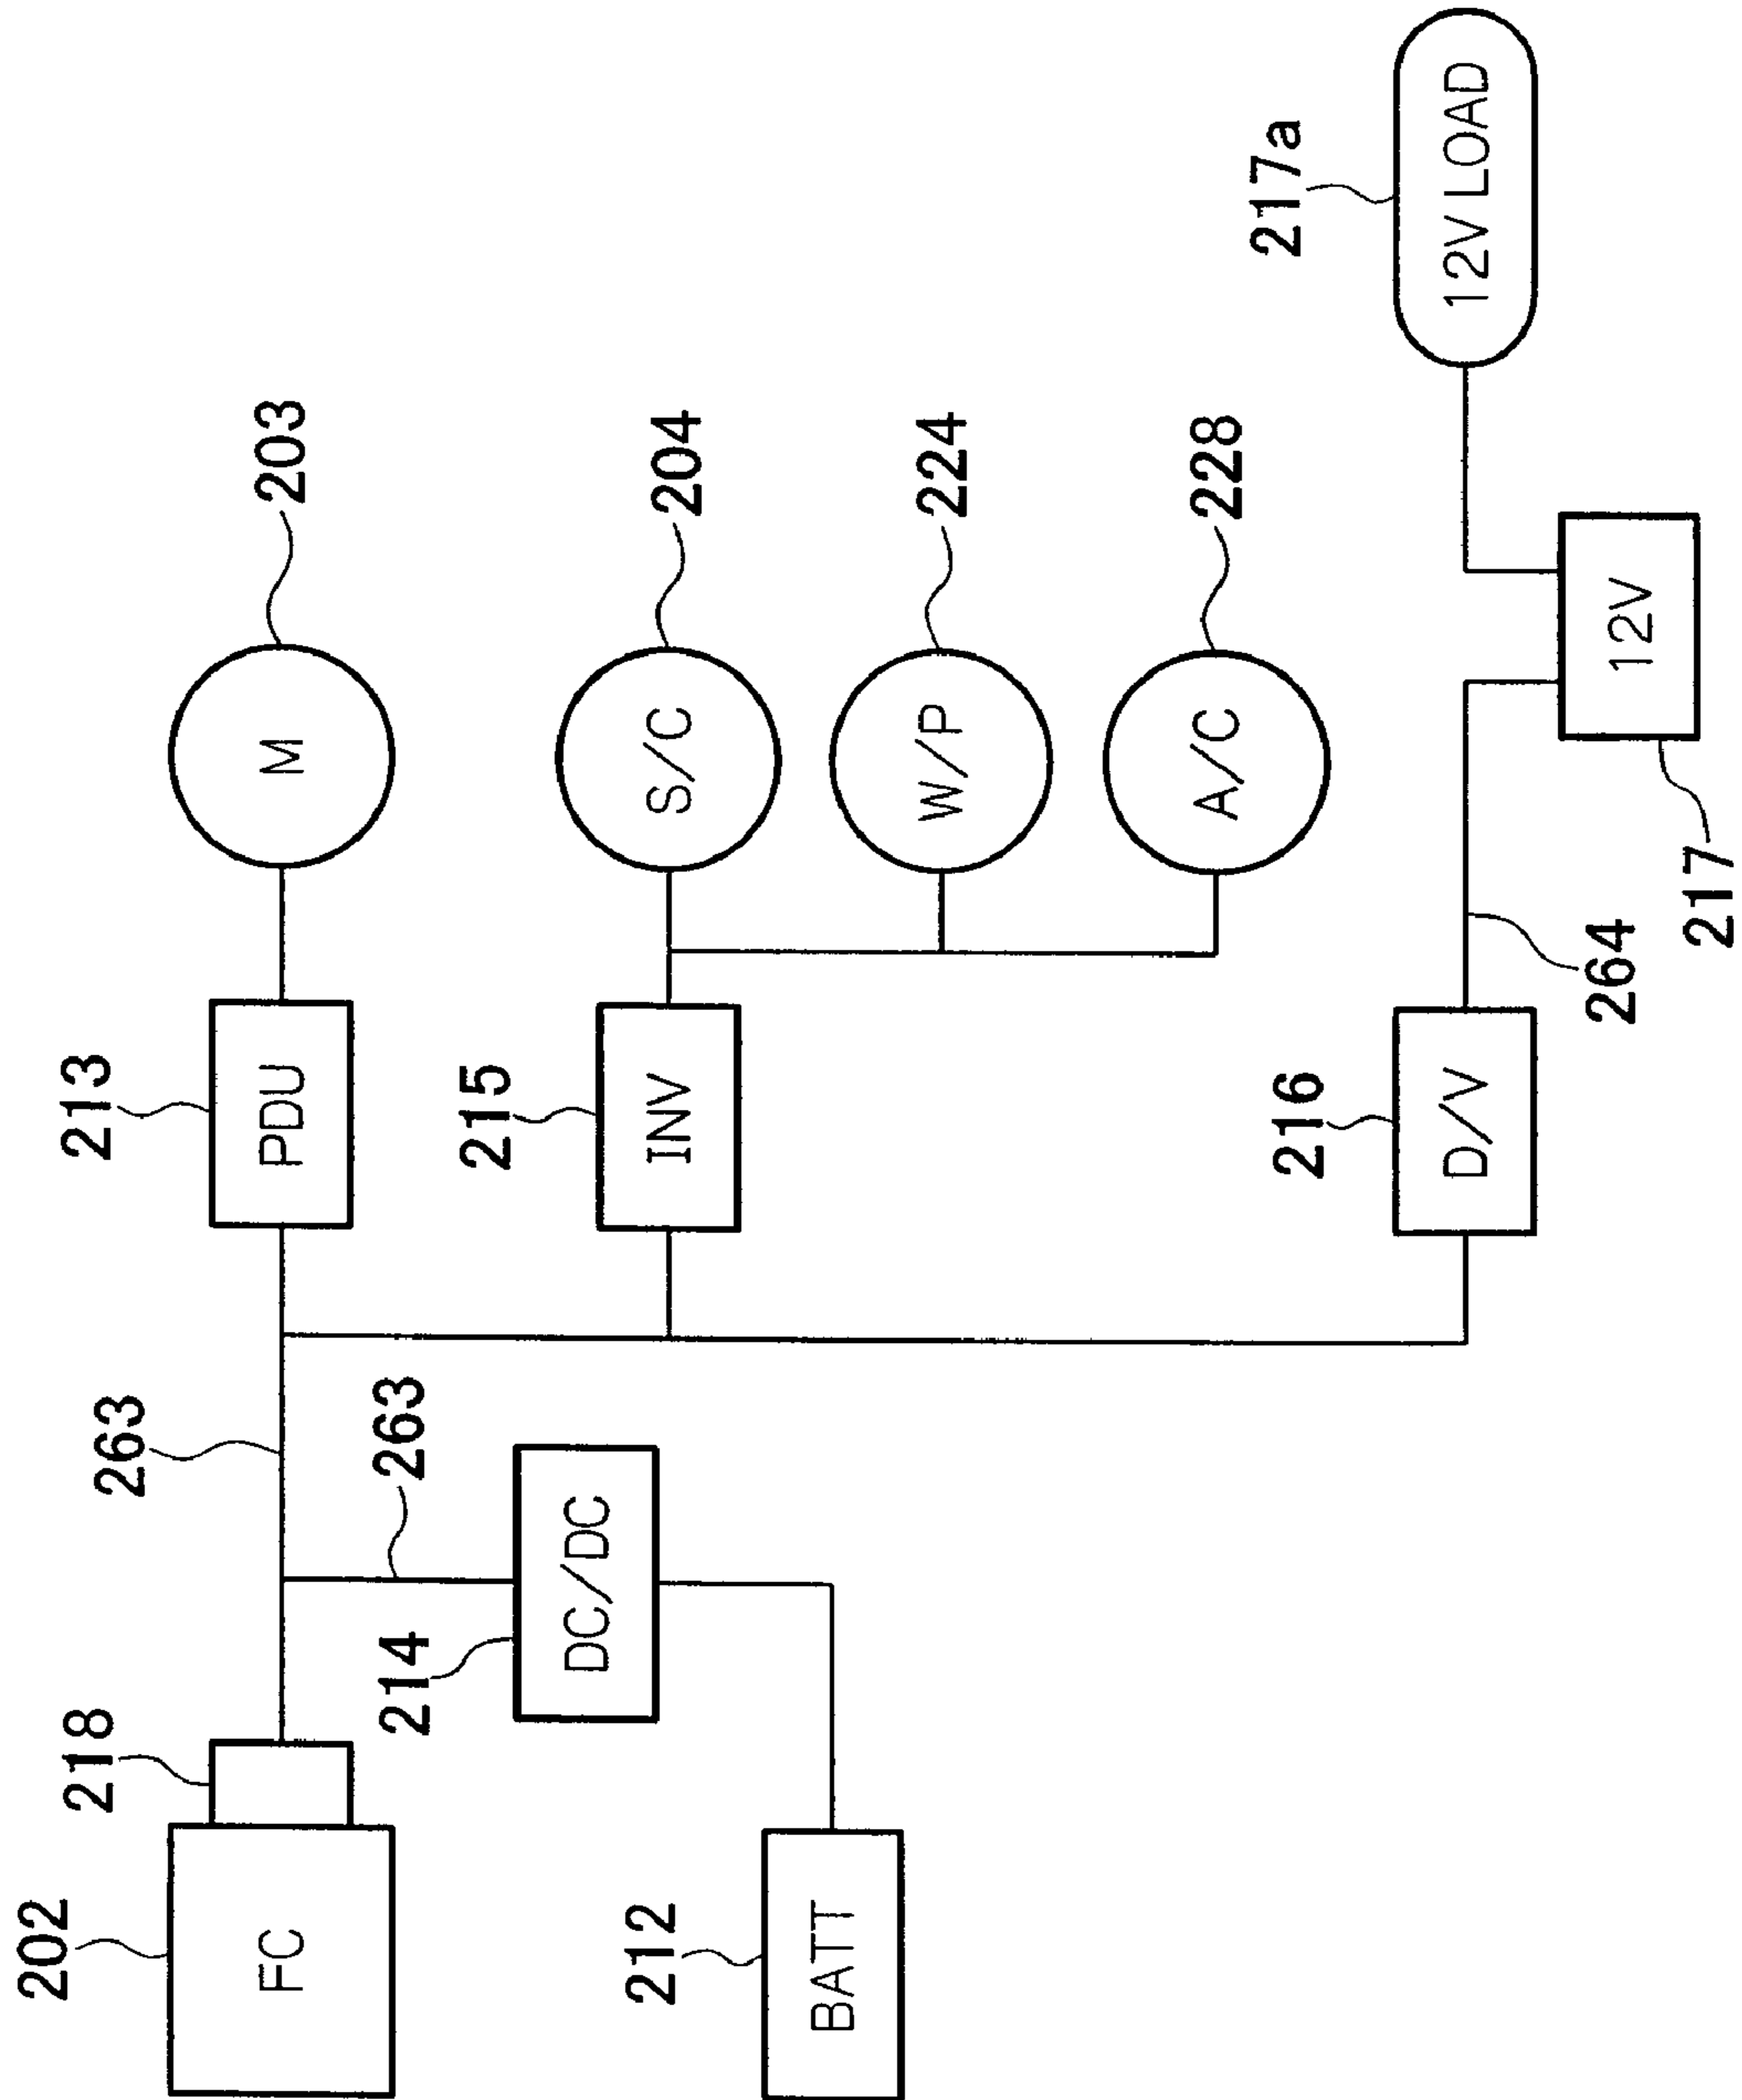 202
FC
218
263
213
PDU
203
M
214
DC/DC
263
215
INV
204
S/C
212
BATT
224
W/P
228
A/C
216
D/V
264
217a
12V LOAD
217
12V